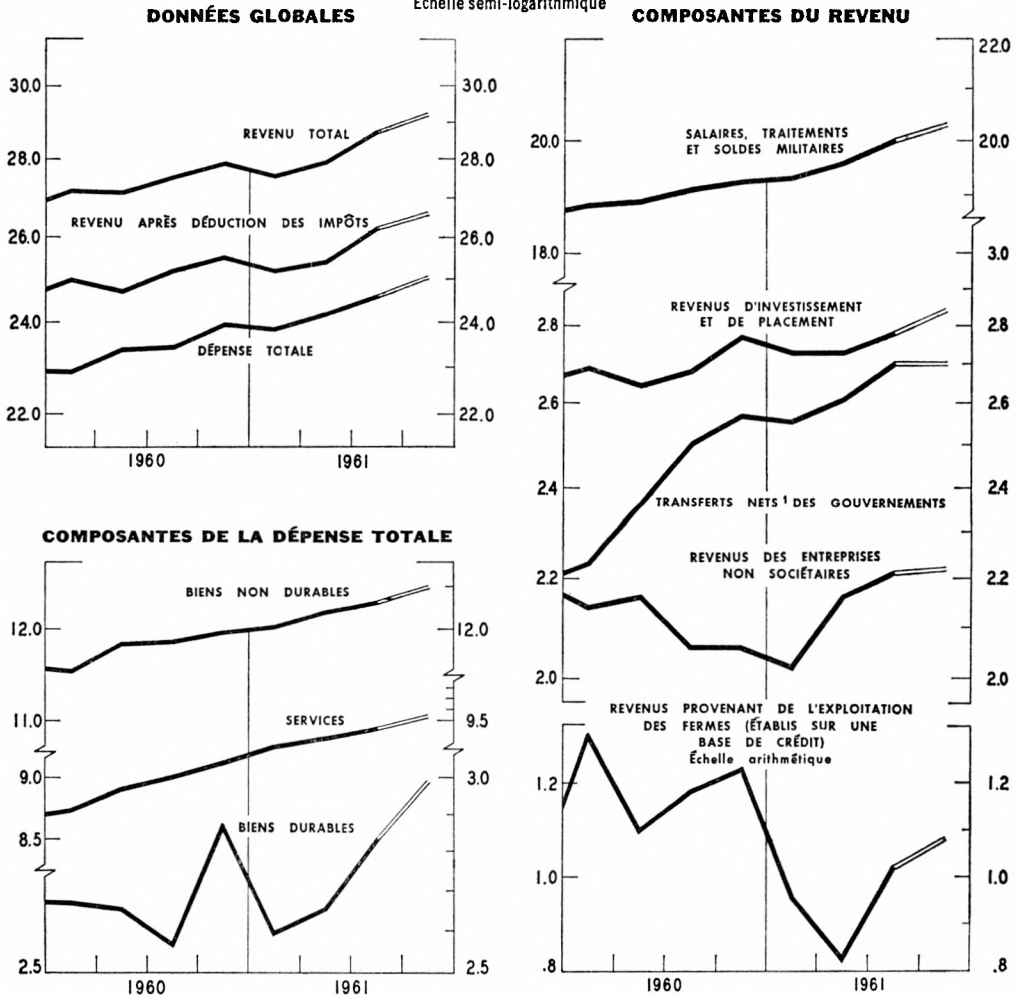 Échelle semi-logarithmique
DONNÉES GLOBALES
30.0
30.0
REVENU TOTAL
28.0
28.0
REVENU APRÈS DÉDUCTION DES IMPÔTS
26.0
26.0
24.0
24.0
DÉPENSE TOTALE
22.0
22.0
1960
1961
COMPOSANTES DE LA DÉPENSE TOTALE
BIENS NON DURABLES
12.0
12.0
11.0
SERVICES
9.5
9.0
3.0
BIENS DURABLES
8.5
2.5
2.5
1960
1961
COMPOSANTES DU REVENU
22.0
SALAIRES, TRAITEMENTS
ET SOLDES MILITAIRES
20.0
20.0
18.0
3.0
REVENUS D'INVESTISSEMENT
ET DE PLACEMENT
2.8
2.8
2.6
2.6
2.4
2.4
TRANSFERTS NETS 1 DES GOUVERNEMENTS
REVENUS DES ENTREPRISES
NON SOCIÉTAIRES
2.2
2.2
2.0
2.0
REVENUS PROVENANT DE L'EXPLOITATION
DES FERMES (ÉTABLIS SUR UNE
BASE DE CRÉDIT)
Échelle arithmétique
1.2
1.2
1.0
1.0
.8
.8
1960
1961